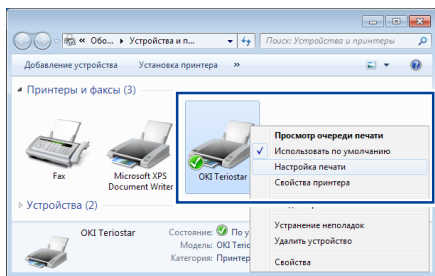 « Обо... ▸ Устройства и п...
Поиск: Устройства и принтеры
Добавление устройства Установка принтера »
Принтеры и факсы (3)
Fax
Microsoft XPS
Document Writer
OKI Teriostar
Просмотр очереди печати
Использовать по умолчанию
Настройка печати
Свойства принтера
Устранение неполадок
Удалить устройство
Свойства
Устройства (2)
OKI Teriostar
Состояние: По у
Модель: OKI Teric
Категория: Принтер